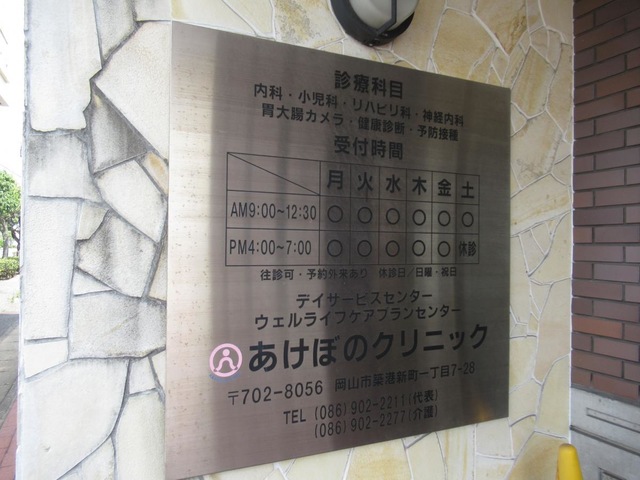 診療科目
内科・小児科・リハビリ科・神経内科
胃大腸カメラ・健康診断・予防接種
受付時間
月 火 水 木 金 土
AM9:00~12:30 ○ ○ ○ ○ ○ ○
PM4:00~7:00 ○ ○ ○ ○ ○ 休診
往診可・予約外来あり 休診日/日曜・祝日
デイサービスセンター
ウェルライフケアプランセンター
あけぼのクリニック
〒702-8056 岡山市築港新町一丁目7-28
TEL (086)902-2211(代表)
(086)902-2277(介護)